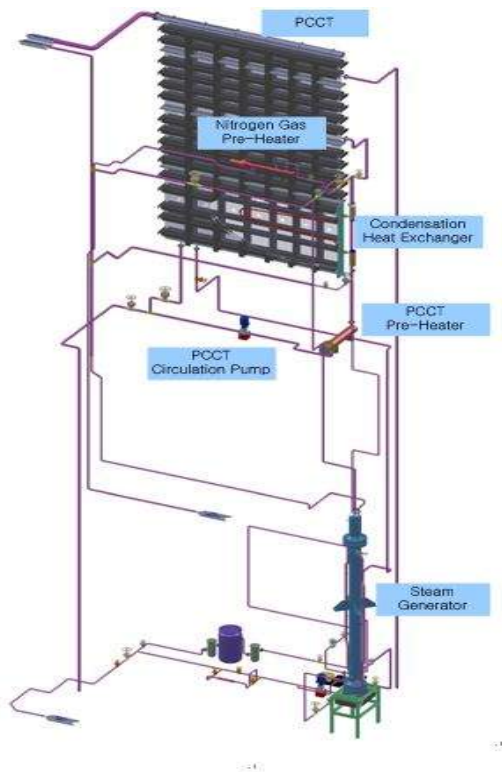 PCCT
Nitrogen Gas
Pre-Heater
Condensation
Heat Exchanger
PCCT
Pre-Heater
PCCT
Circulation Pump
Steam
Generator